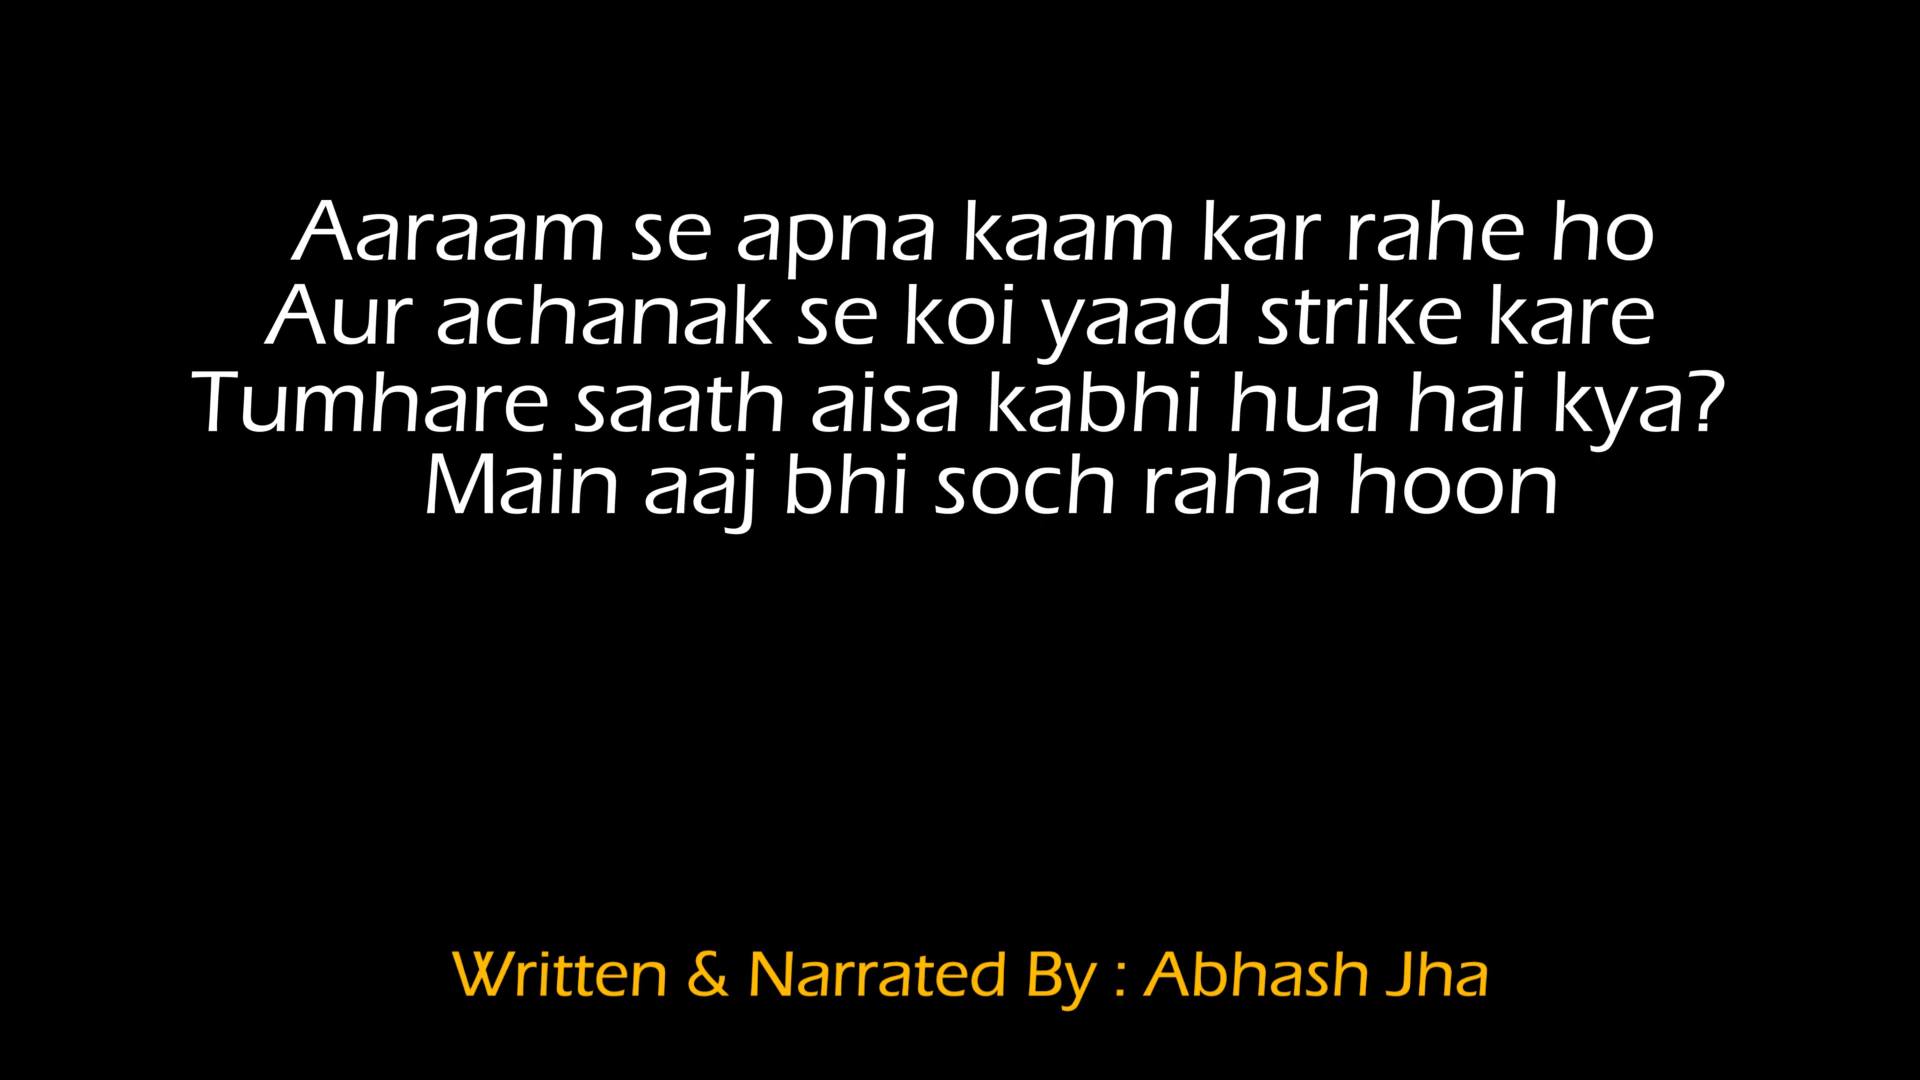 Aaraam se apna kaam kar rahe ho
Aur achanak se koi yaad strike kare
Tumhare saath aisa kabhi hua hai kya?
Main aaj bhi soch raha hoon
Written & Narrated By : Abhash Jha